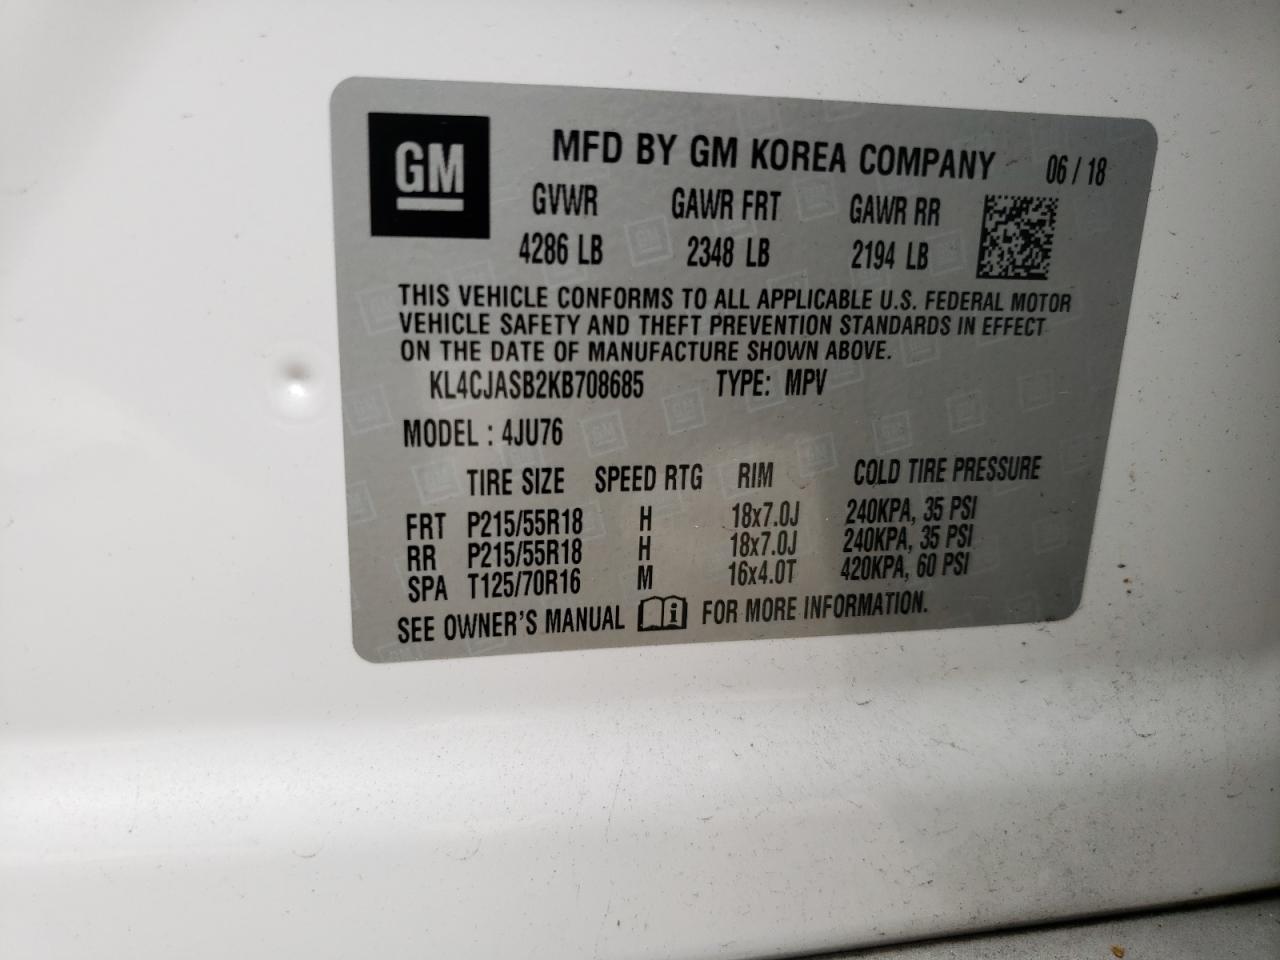 GM
MFD BY GM KOREA COMPANY 06 / 18
GVWR GAWR FRT GAWR RR
4286 LB 2348 LB 2194 LB
THIS VEHICLE CONFORMS TO ALL APPLICABLE U.S. FEDERAL MOTOR
VEHICLE SAFETY AND THEFT PREVENTION STANDARDS IN EFFECT
ON THE DATE OF MANUFACTURE SHOWN ABOVE.
KL4CJASB2KB708685 TYPE: MPV
MODEL : 4JU76
TIRE SIZE SPEED RTG RIM COLD TIRE PRESSURE
FRT P215/55R18 H 18x7.0J 240KPA, 35 PSI
RR P215/55R18 H 18x7.0J 240KPA, 35 PSI
SPA T125/70R16 M 16x4.0T 420KPA, 60 PSI
SEE OWNER'S MANUAL FOR MORE INFORMATION.